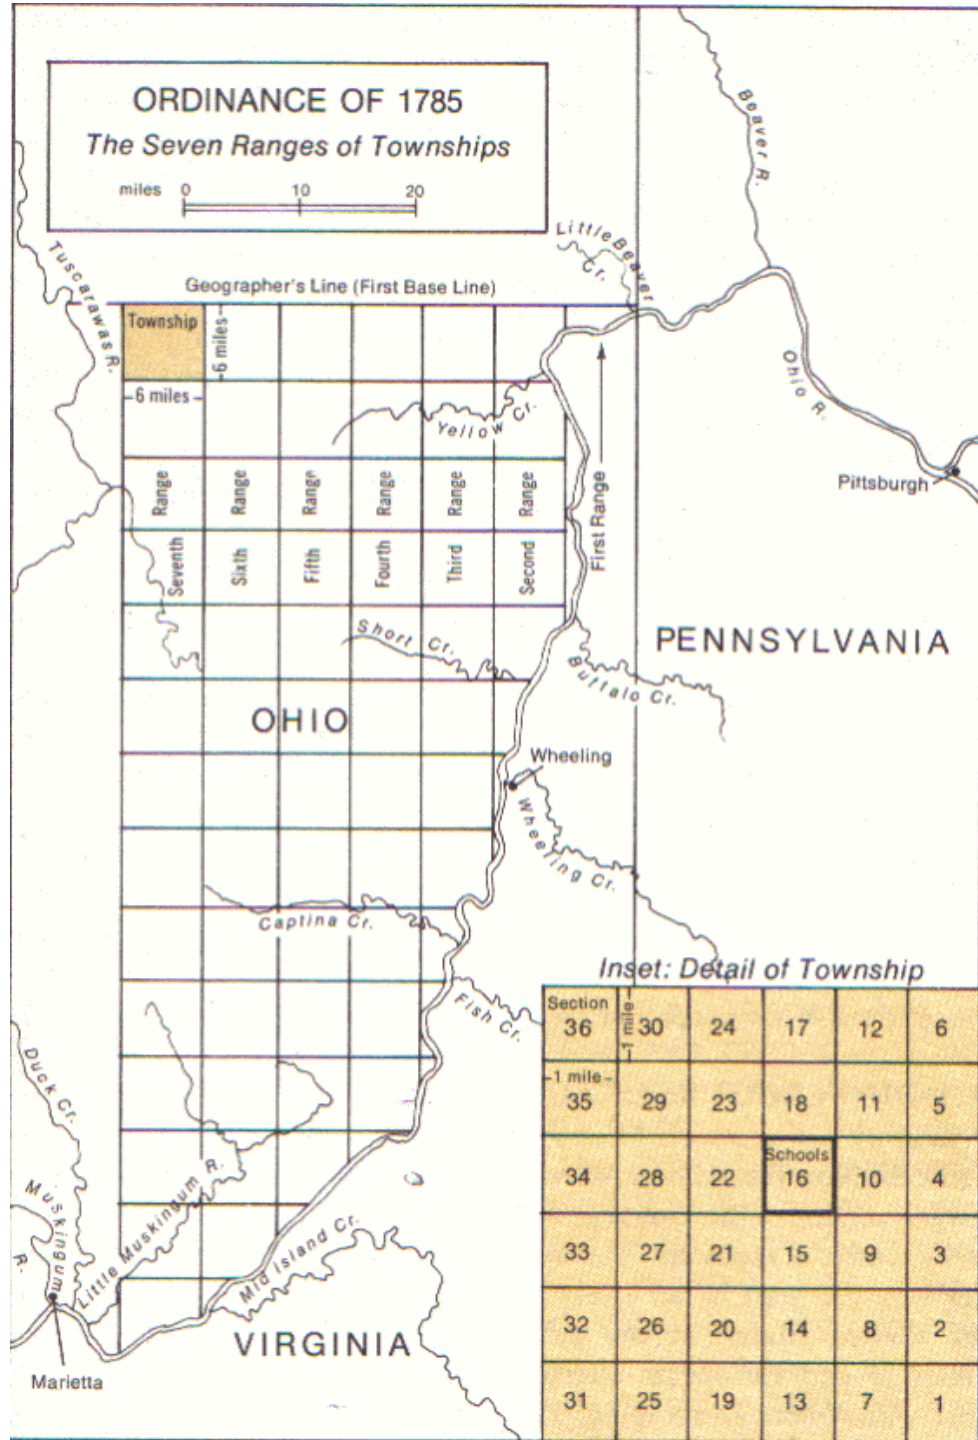 ORDINANCE OF 1785
The Seven Ranges of Townships
miles 0 10 20
Beaver R.
Little Beaver
Cr.
Tuscarawas R.
Geographer's Line (First Base Line)
Township
6 miles
6 miles
Yellow Cr.
Ohio R.
Pittsburgh
Seventh Range
Sixth Range
Fifth Range
Fourth Range
Third Range
Second Range
First Range
Short Cr.
Buffalo Cr.
PENNSYLVANIA
OHIO
Wheeling
Wheeling Cr.
Captina Cr.
Fish Cr.
Duck Cr.
Muskingum
R.
Little Muskingum R.
Mid Island Cr.
VIRGINIA
Marietta
Inset: Detail of Township
Section
36 1 mile 30 24 17 12 6
1 mile
35 29 23 18 11 5
Schools
34 28 22 16 10 4
33 27 21 15 9 3
32 26 20 14 8 2
31 25 19 13 7 1